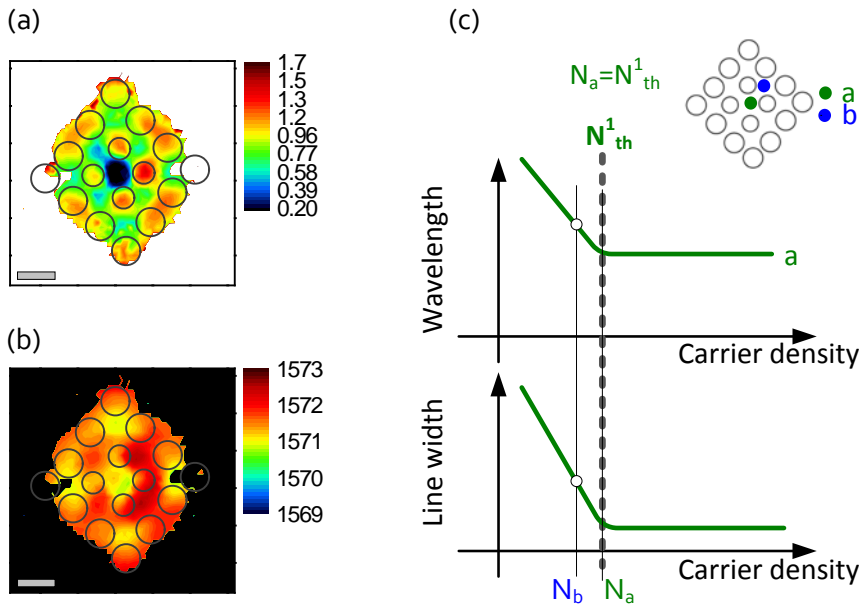 (a)
1.7
1.5
1.3
1.2
0.96
0.77
0.58
0.39
0.20
(b)
1573
1572
1571
1570
1569
(c)
Nₐ=N¹ₜₕ
a
b
N¹ₜₕ
Wavelength
a
Carrier density
Line width
Carrier density
N_b
Nₐ